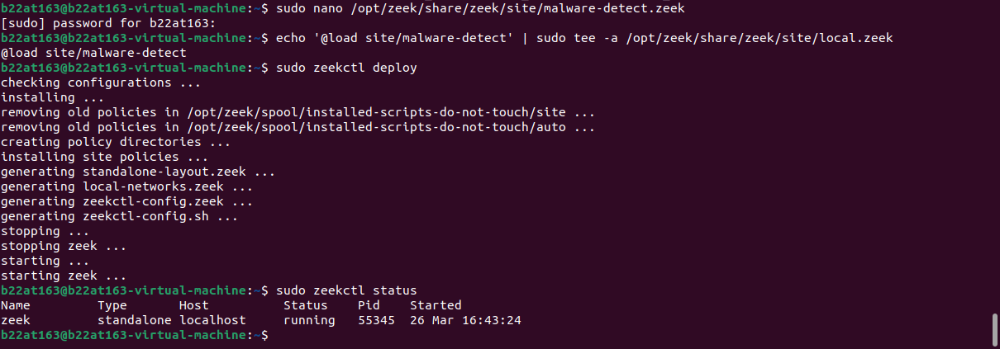 b22at163@b22at163-virtual-machine:~$ sudo nano /opt/zeek/share/zeek/site/malware-detect.zeek
[sudo] password for b22at163:
b22at163@b22at163-virtual-machine:~$ echo '@load site/malware-detect' | sudo tee -a /opt/zeek/share/zeek/site/local.zeek
@load site/malware-detect
b22at163@b22at163-virtual-machine:~$ sudo zeekctl deploy
checking configurations ...
installing ...
removing old policies in /opt/zeek/spool/installed-scripts-do-not-touch/site ...
removing old policies in /opt/zeek/spool/installed-scripts-do-not-touch/auto ...
creating policy directories ...
installing site policies ...
generating standalone-layout.zeek ...
generating local-networks.zeek ...
generating zeekctl-config.zeek ...
generating zeekctl-config.sh ...
stopping ...
stopping zeek ...
starting ...
starting zeek ...
b22at163@b22at163-virtual-machine:~$ sudo zeekctl status
Name         Type       Host             Status    Pid    Started
zeek         standalone localhost        running   55345  26 Mar 16:43:24
b22at163@b22at163-virtual-machine:~$